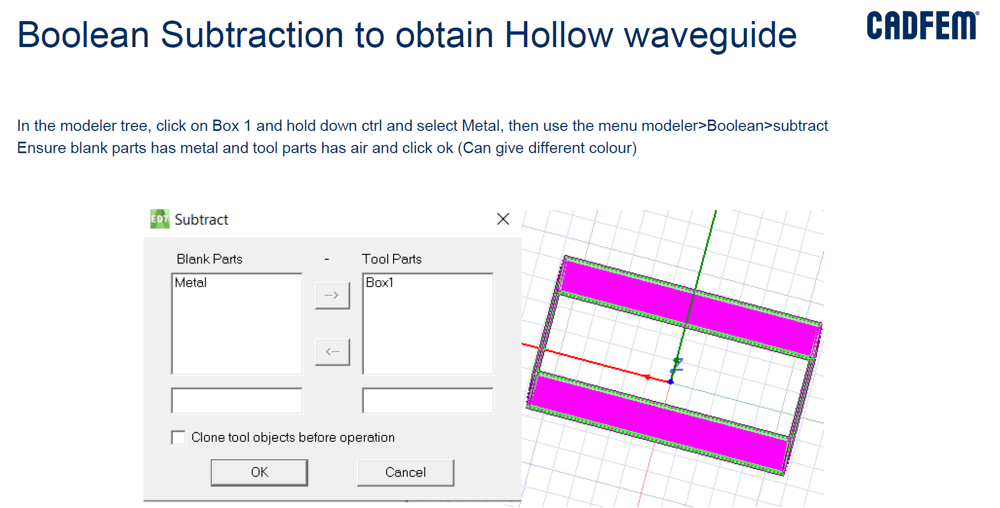 Boolean Subtraction to obtain Hollow waveguide
CADFEM®
In the modeler tree, click on Box 1 and hold down ctrl and select Metal, then use the menu modeler>Boolean>subtract
Ensure blank parts has metal and tool parts has air and click ok (Can give different colour)
EDT Subtract
Blank Parts - Tool Parts
Metal Box1
-->
<--
Clone tool objects before operation
OK Cancel
Z